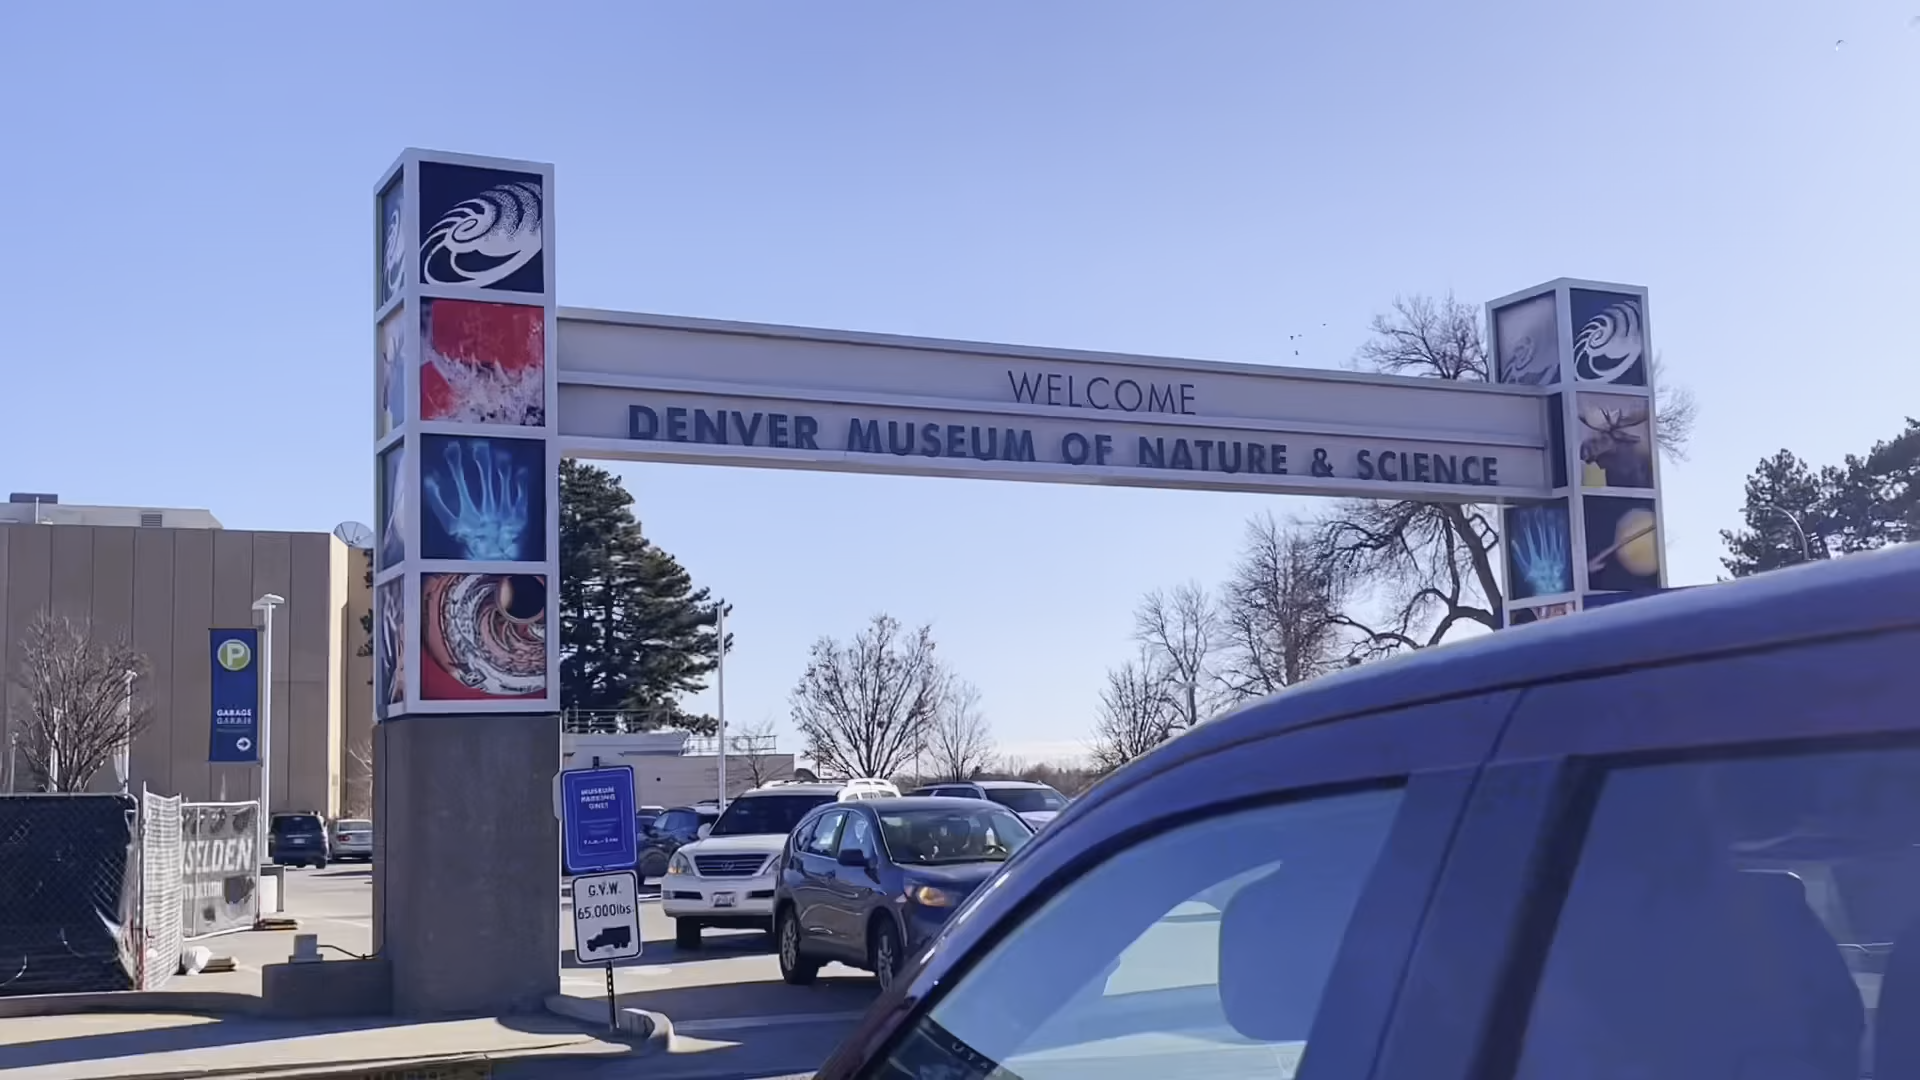 WELCOME
DENVER MUSEUM OF NATURE & SCIENCE
P
GARAGE
MUSEUM
PARKING
ONLY
G.V.W.
65,000lbs.
SELDEN